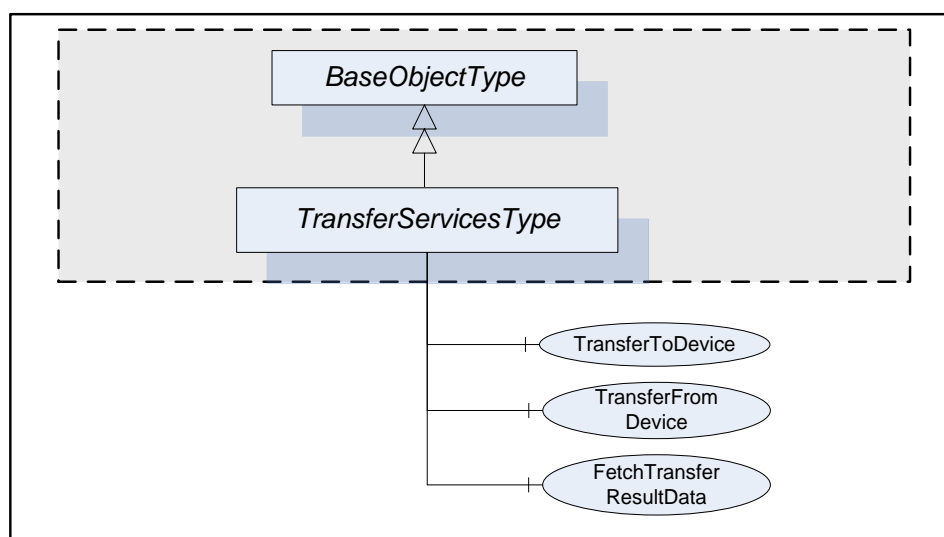 BaseObjectType
TransferServicesType
TransferToDevice
TransferFrom
Device
FetchTransfer
ResultData